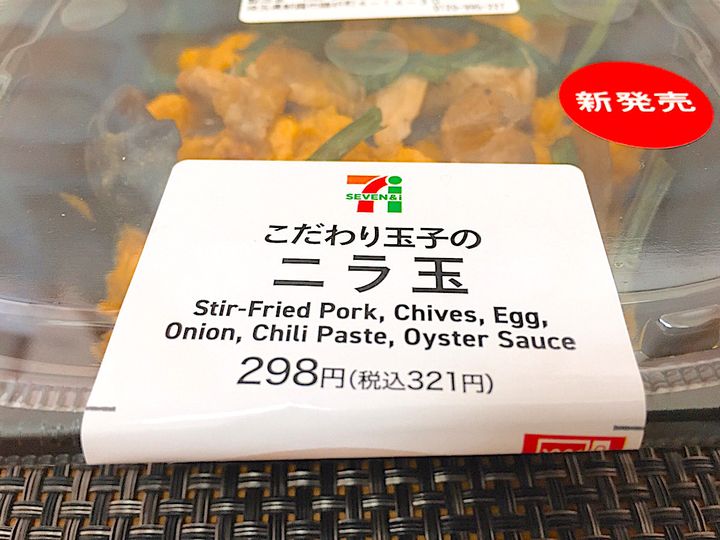 新発売
SEVEN&i
こだわり玉子の
ニラ玉
Stir-Fried Pork, Chives, Egg,
Onion, Chili Paste, Oyster Sauce
298円(税込321円)